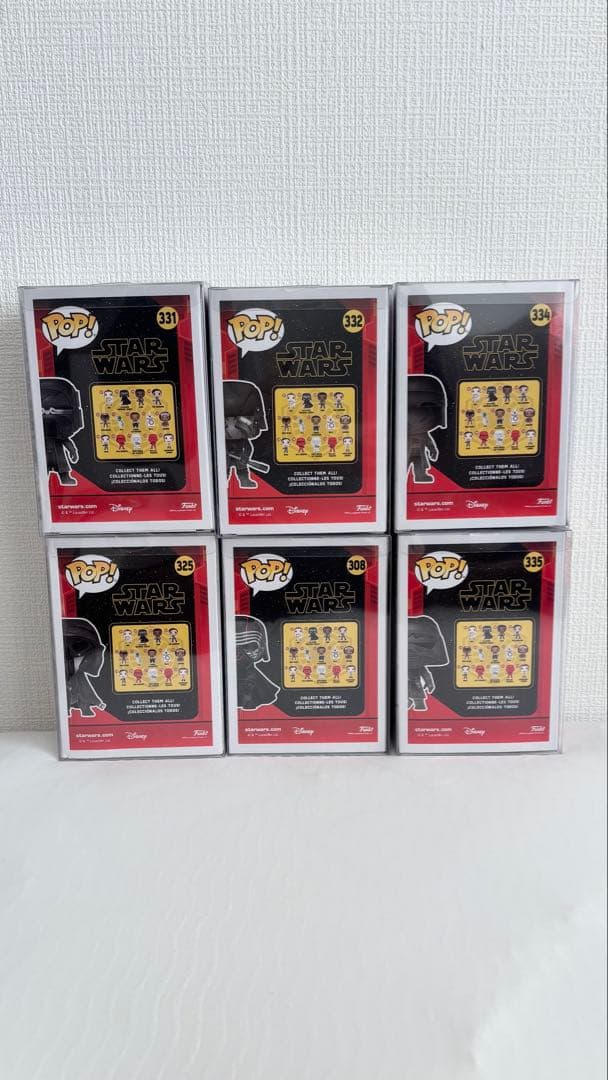 POP!
331
STAR
WARS
COLLECT THEM ALL!
COLLECTIONNE-LES TOUS!
¡COLECCIÓNALOS TODOS!
starwars.com
Disney
Funko
POP!
332
STAR
WARS
COLLECT THEM ALL!
COLLECTIONNE-LES TOUS!
¡COLECCIÓNALOS TODOS!
starwars.com
Disney
Funko
POP!
334
STAR
WARS
COLLECT THEM ALL!
COLLECTIONNE-LES TOUS!
¡COLECCIÓNALOS TODOS!
starwars.com
Disney
Funko
POP!
325
STAR
WARS
COLLECT THEM ALL!
COLLECTIONNE-LES TOUS!
¡COLECCIÓNALOS TODOS!
starwars.com
Disney
Funko
POP!
308
STAR
WARS
COLLECT THEM ALL!
COLLECTIONNE-LES TOUS!
¡COLECCIÓNALOS TODOS!
starwars.com
Disney
Funko
POP!
335
STAR
WARS
COLLECT THEM ALL!
COLLECTIONNE-LES TOUS!
¡COLECCIÓNALOS TODOS!
starwars.com
Disney
Funko